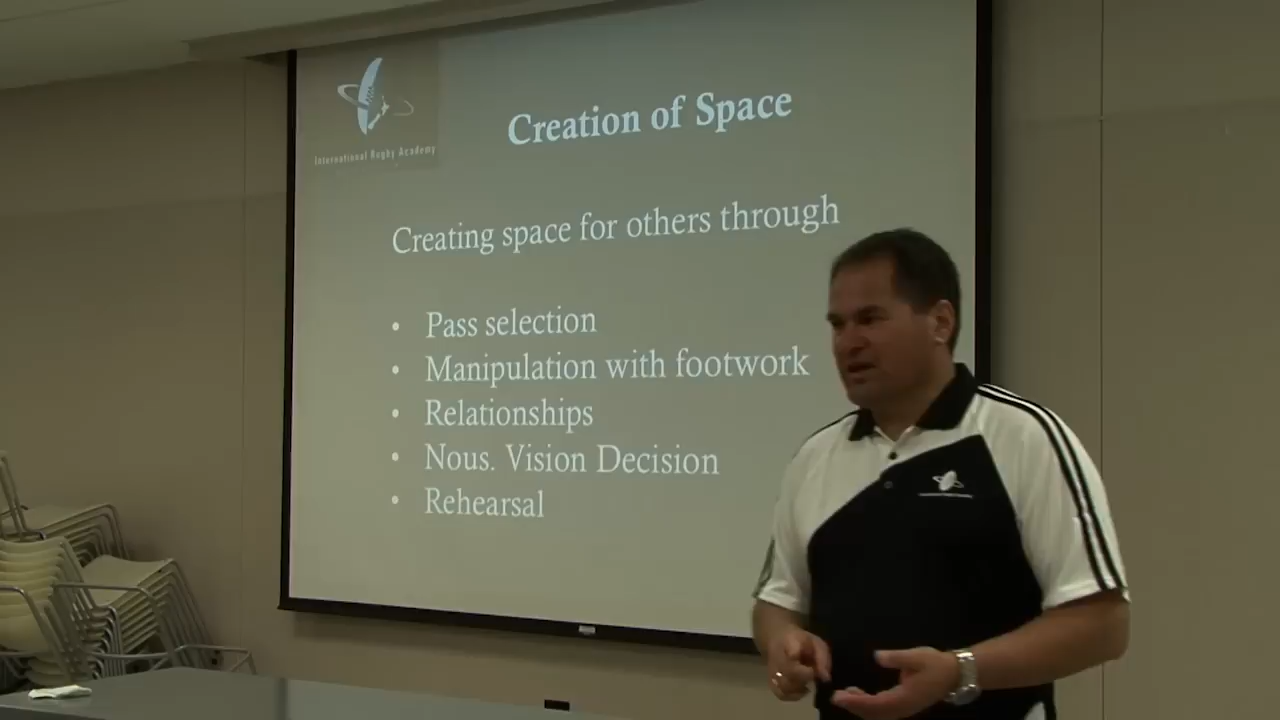 International Rugby Academy
Creation of Space
Creating space for others through
• Pass selection
• Manipulation with footwork
• Relationships
• Nous. Vision Decision
• Rehearsal